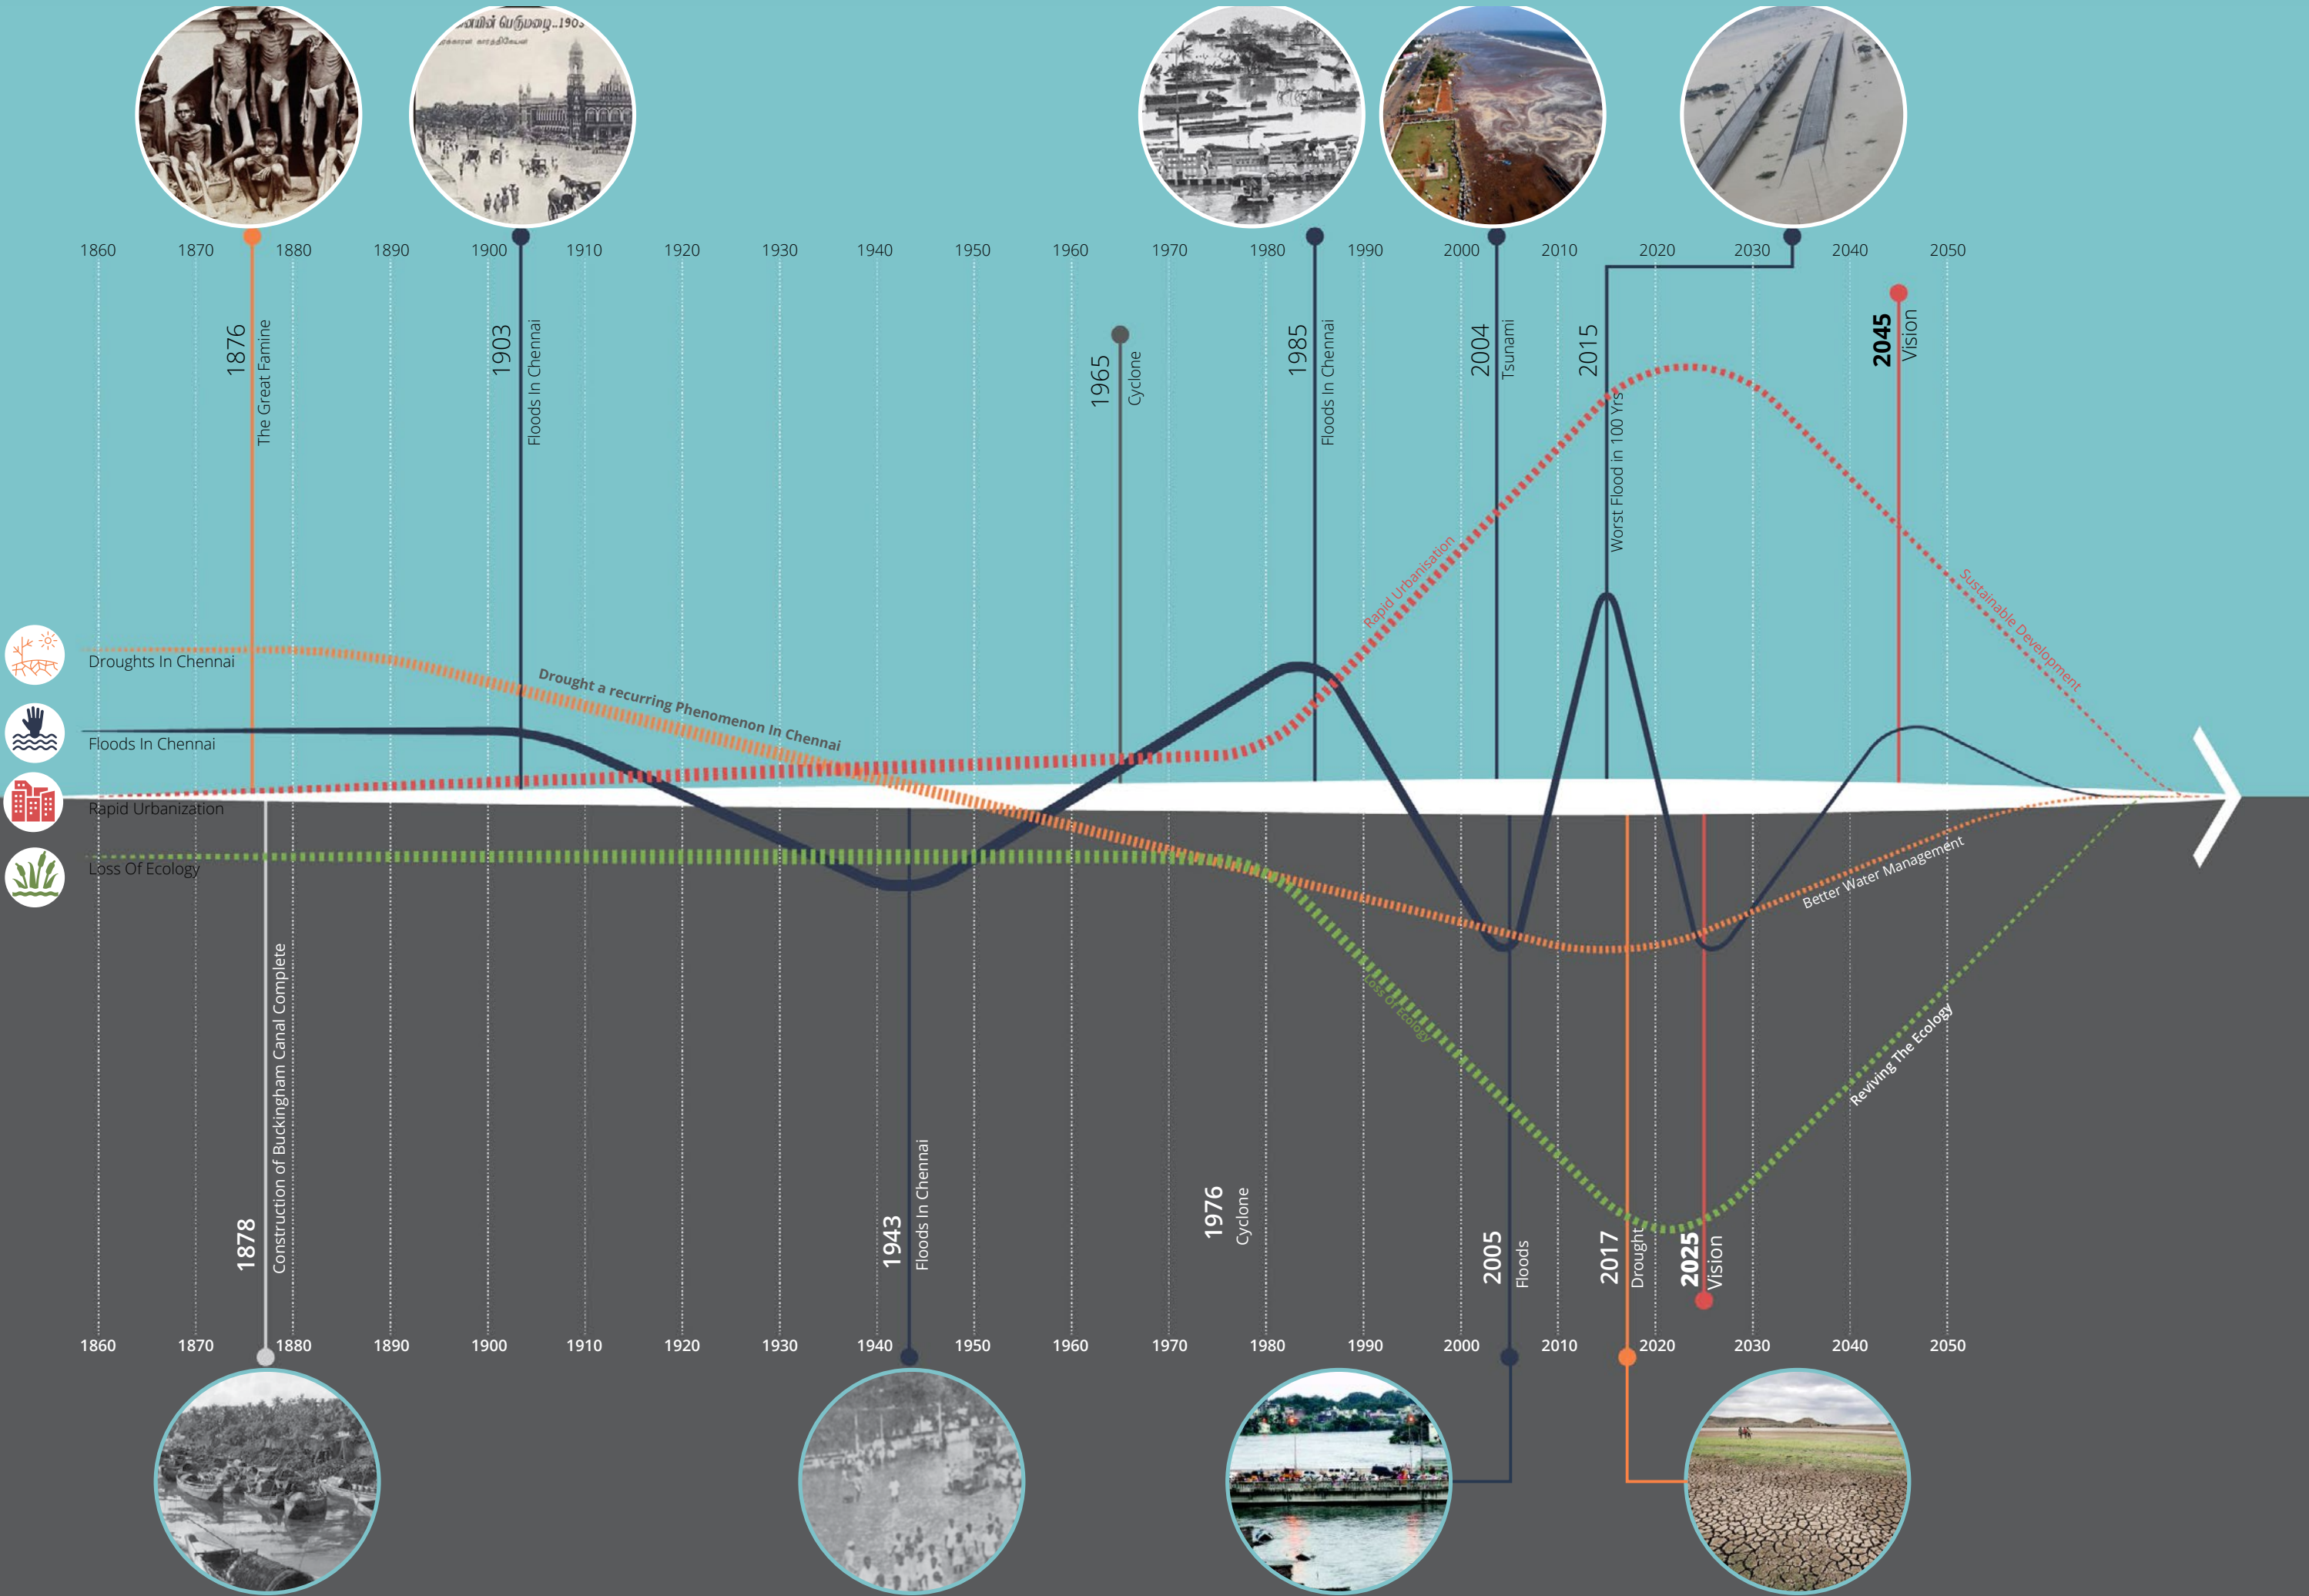 1860 1870 1880 1890 1900 1910 1920 1930 1940 1950 1960 1970 1980 1990 2000 2010 2020 2030 2040 2050
1876
The Great Famine
1903
Floods In Chennai
1965
Cyclone
1985
Floods In Chennai
2004
Tsunami
2015
Worst Flood in 100 Yrs
2045
Vision
Rapid Urbanisation
Sustainable Development
Droughts In Chennai
Drought a recurring Phenomenon In Chennai
Floods In Chennai
Rapid Urbanization
Loss Of Ecology
Better Water Management
Loss Of Ecology
Reviving The Ecology
1878
Construction of Buckingham Canal Complete
1943
Floods In Chennai
1976
Cyclone
2005
Floods
2017
Drought
2025
Vision
1860 1870 1880 1890 1900 1910 1920 1930 1940 1950 1960 1970 1980 1990 2000 2010 2020 2030 2040 2050